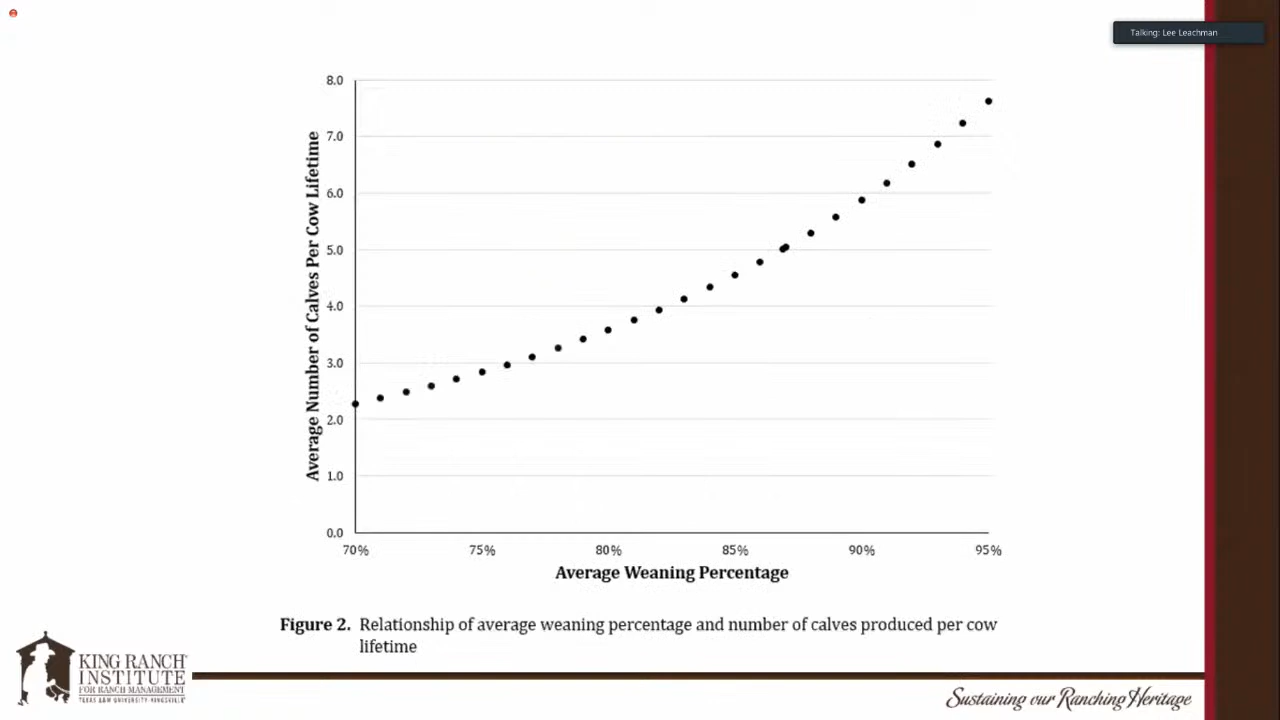 Talking: Lee Leachman
8.0
7.0
6.0
5.0
4.0
3.0
2.0
1.0
0.0
Average Number of Calves Per Cow Lifetime
70% 75% 80% 85% 90% 95%
Average Weaning Percentage
Figure 2. Relationship of average weaning percentage and number of calves produced per cow
lifetime
KING RANCH
INSTITUTE
FOR RANCH MANAGEMENT
TEXAS A&M UNIVERSITY-KINGSVILLE
Sustaining our Ranching Heritage